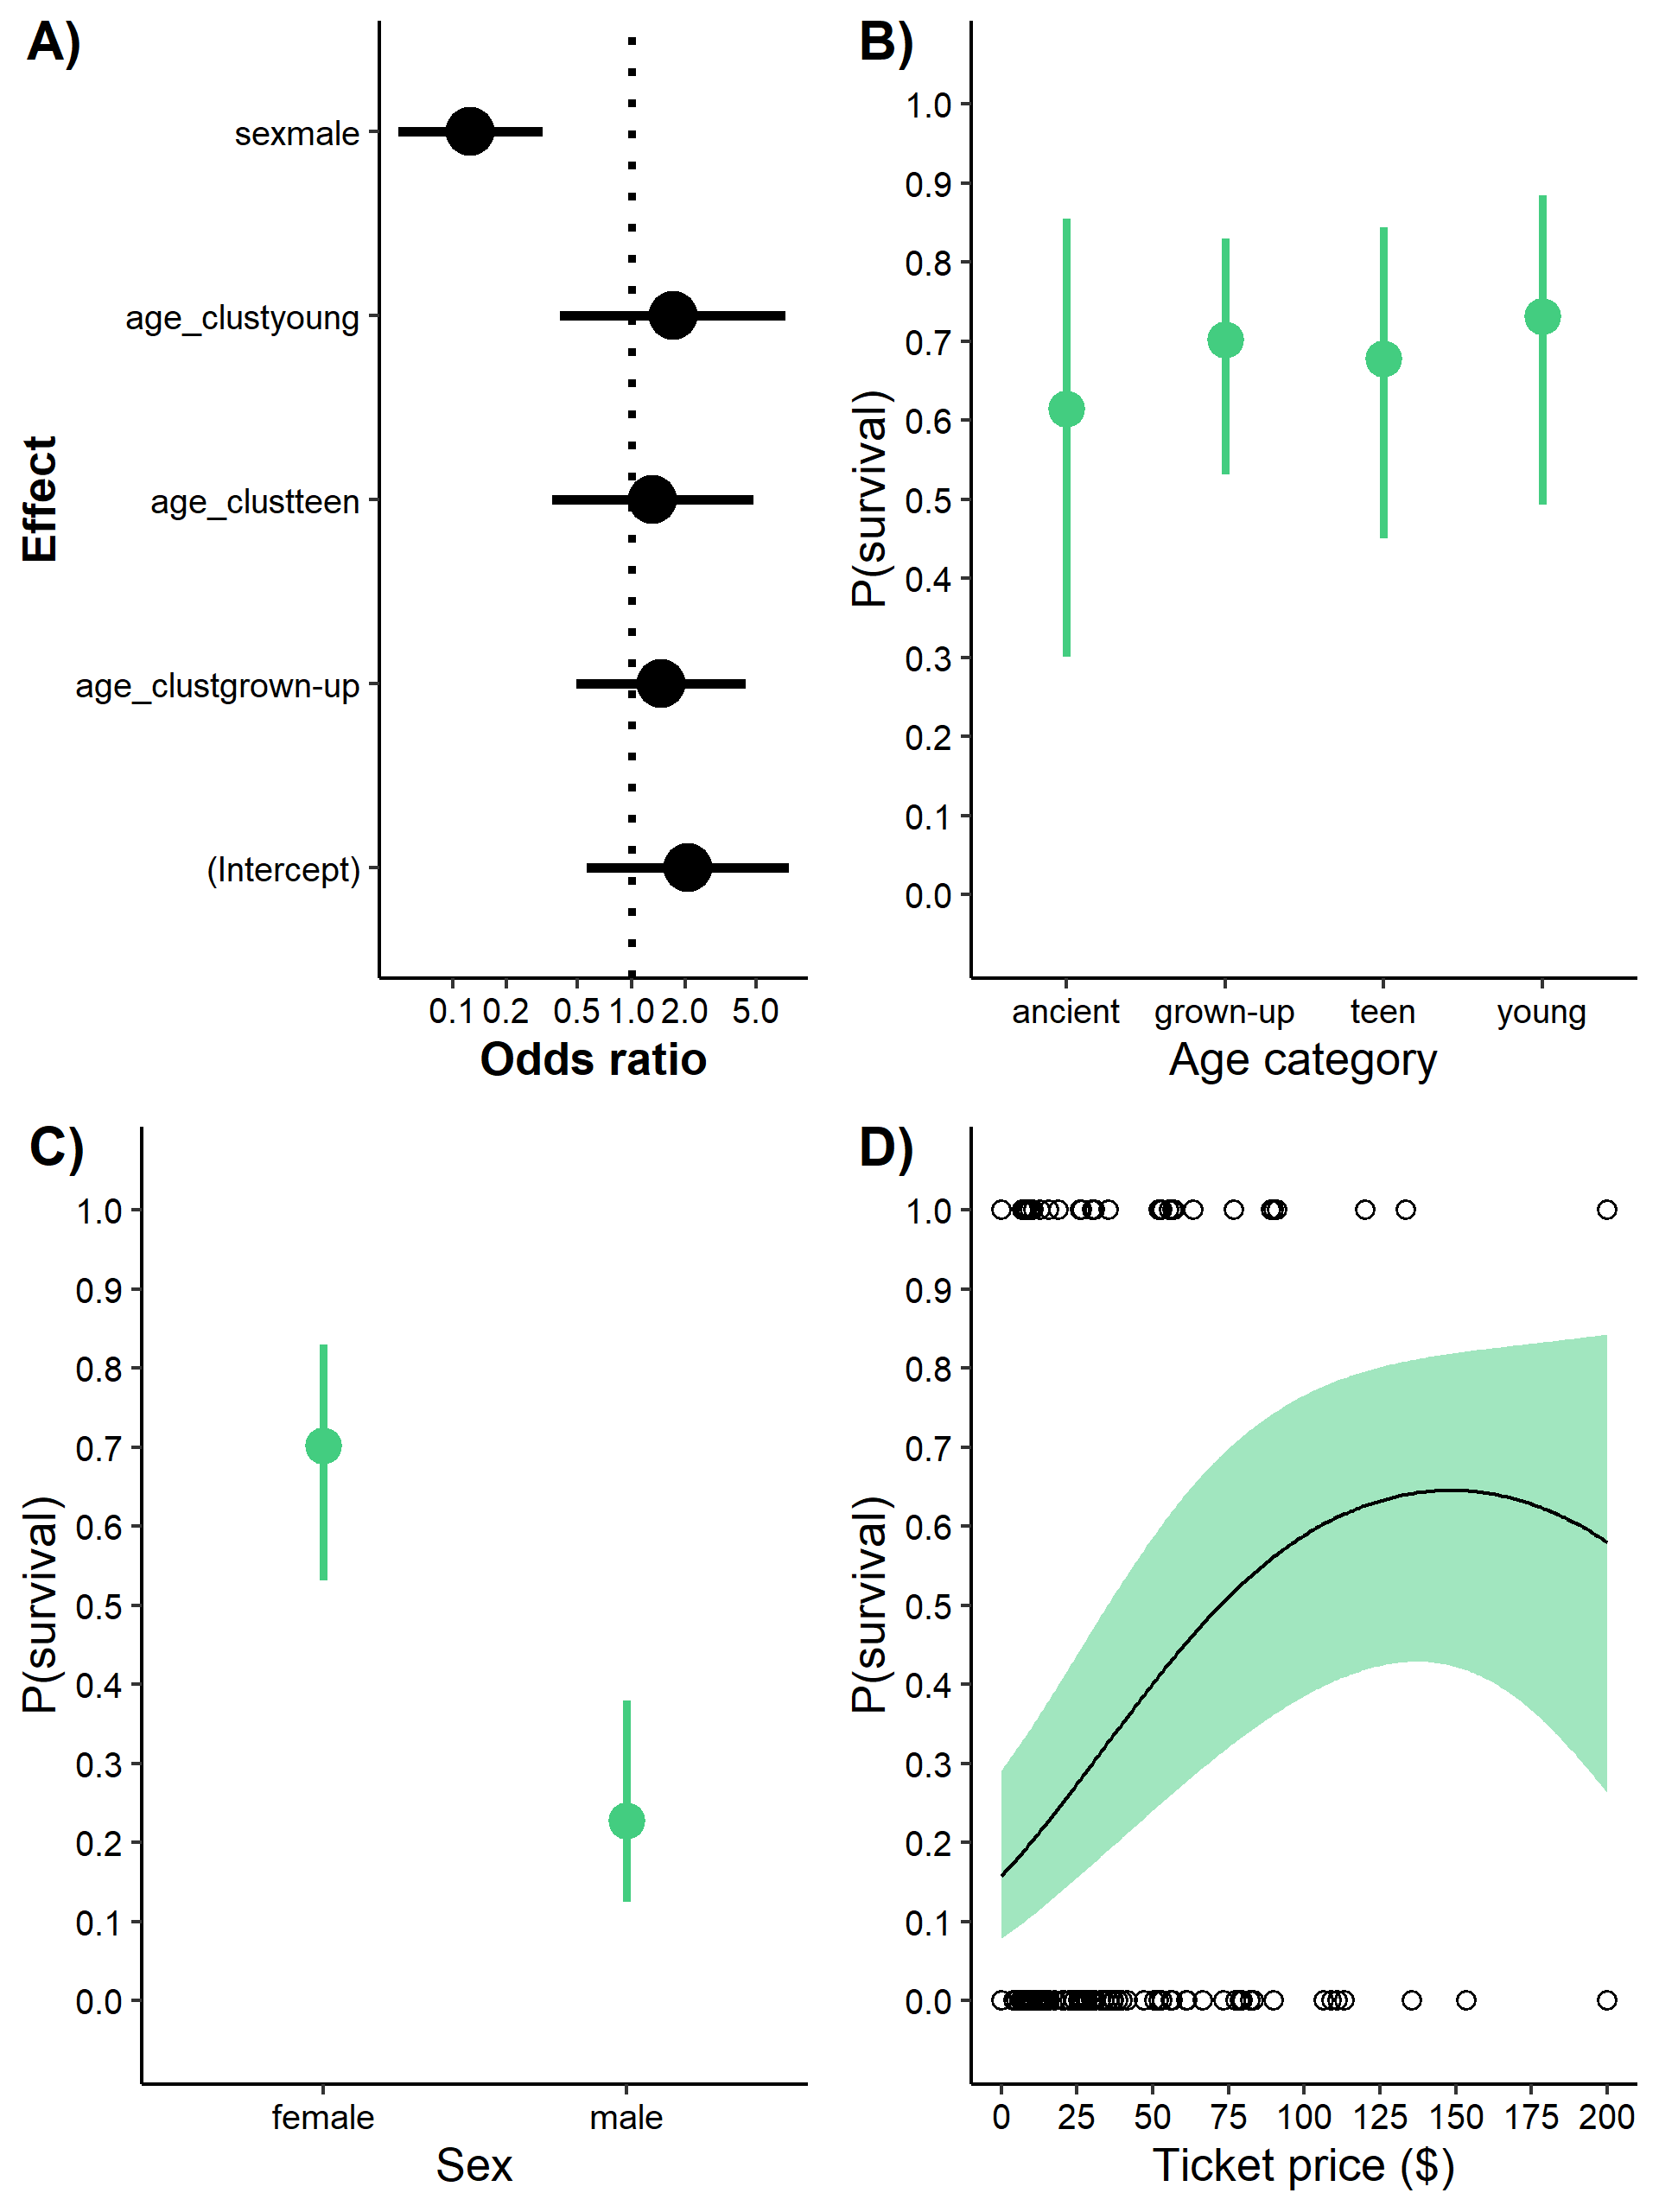 A)
sexmale
age_clustyoung
age_clustteen
age_clustgrown-up
(Intercept)
Effect
0.1 0.2 0.5 1.0 2.0 5.0
Odds ratio
B)
1.0
0.9
0.8
0.7
0.6
0.5
0.4
0.3
0.2
0.1
0.0
P(survival)
ancient grown-up teen young
Age category
C)
1.0
0.9
0.8
0.7
0.6
0.5
0.4
0.3
0.2
0.1
0.0
P(survival)
female male
Sex
D)
1.0
0.9
0.8
0.7
0.6
0.5
0.4
0.3
0.2
0.1
0.0
P(survival)
0 25 50 75 100 125 150 175 200
Ticket price ($)